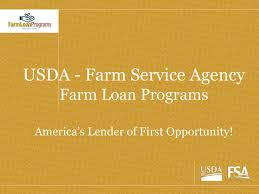 FarmLoanPrograms
USDA - Farm Service Agency
Farm Loan Programs
America's Lender of First Opportunity!
USDA FSA